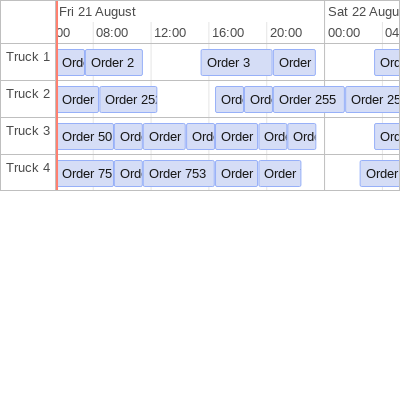 Fri 21 August Sat 22 Augu
00 08:00 12:00 16:00 20:00 00:00 04
Truck 1 Ord Order 2 Order 3 Order Ord
Truck 2 Order Order 25 Ord Ord Order 255 Order 25
Truck 3 Order 50 Ord Order Ord Order Ord Ord Ord
Truck 4 Order 75 Ord Order 753 Order Order Order